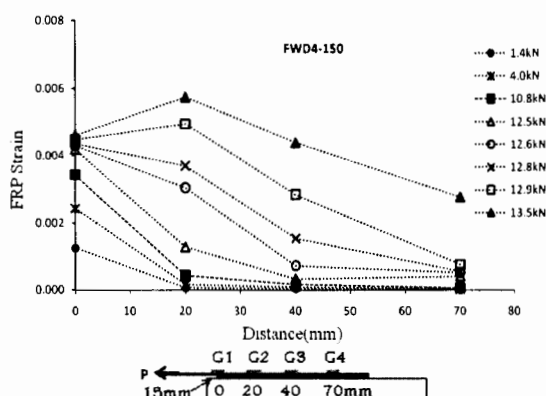 FWD4-150
0.008
0.006
0.004
0.002
0.000
FRP Strain
0 10 20 30 40 50 60 70 80
Distance(mm)
1.4kN
4.0kN
10.8kN
12.5kN
12.6kN
12.8kN
12.9kN
13.5kN
G1 G2 G3 G4
P
15mm 0 20 40 70mm